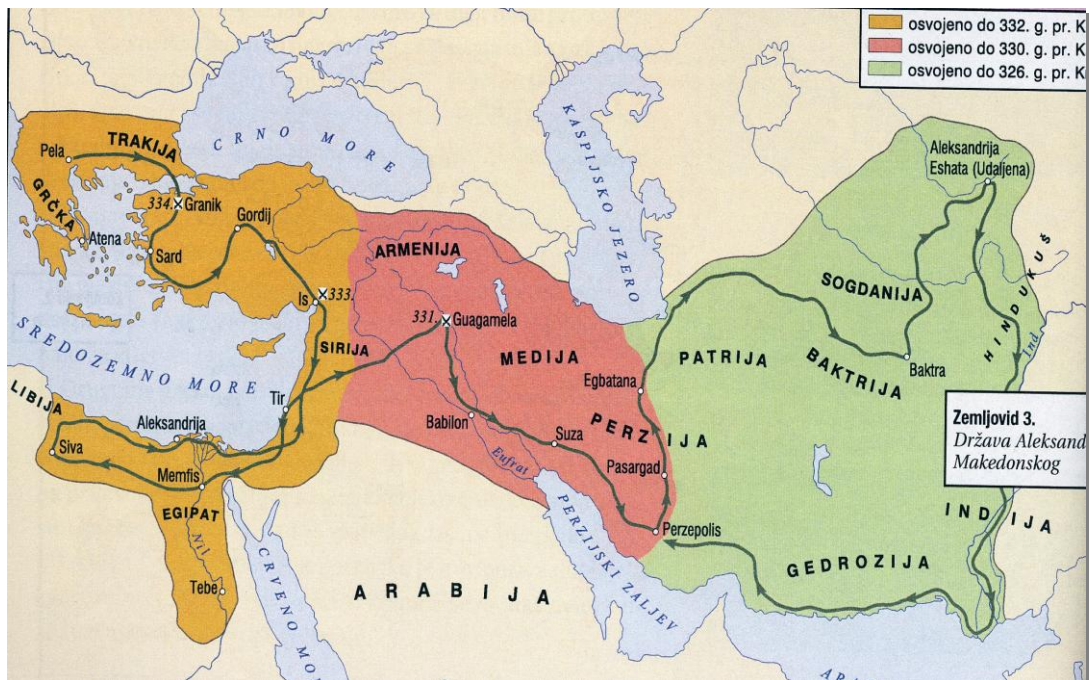 osvojeno do 332. g. pr. K
osvojeno do 330. g. pr. K
osvojeno do 326. g. pr. K
CRNO MORE
KASPIJSKO JEZERO
TRAKIJA
Pela
GRČKA
334.
Granik
Gordij
Atena
Sard
Is
333.
ARMENIJA
331.
Guagamela
SIRIJA
MEDIJA
SREDOZEMNO MORE
Tir
LIBIJA
Aleksandrija
Siva
Memfis
EGIPAT
Nil
Tebe
CRVENO MO
ARABIJA
Babilon
Eufrat
Suza
Egbatana
PERZIJA
Pasargad
Perzepolis
PERZIJSKI ZALJEV
Aleksandrija
Eshata (Udaljena)
SOGDANIJA
HINDUKUŠ
Ind
PATRIJA
BAKTRIJA
Baktra
Zemljovid 3.
Država Aleksand
Makedonskog
INDIJA
GEDROZIJA
AR